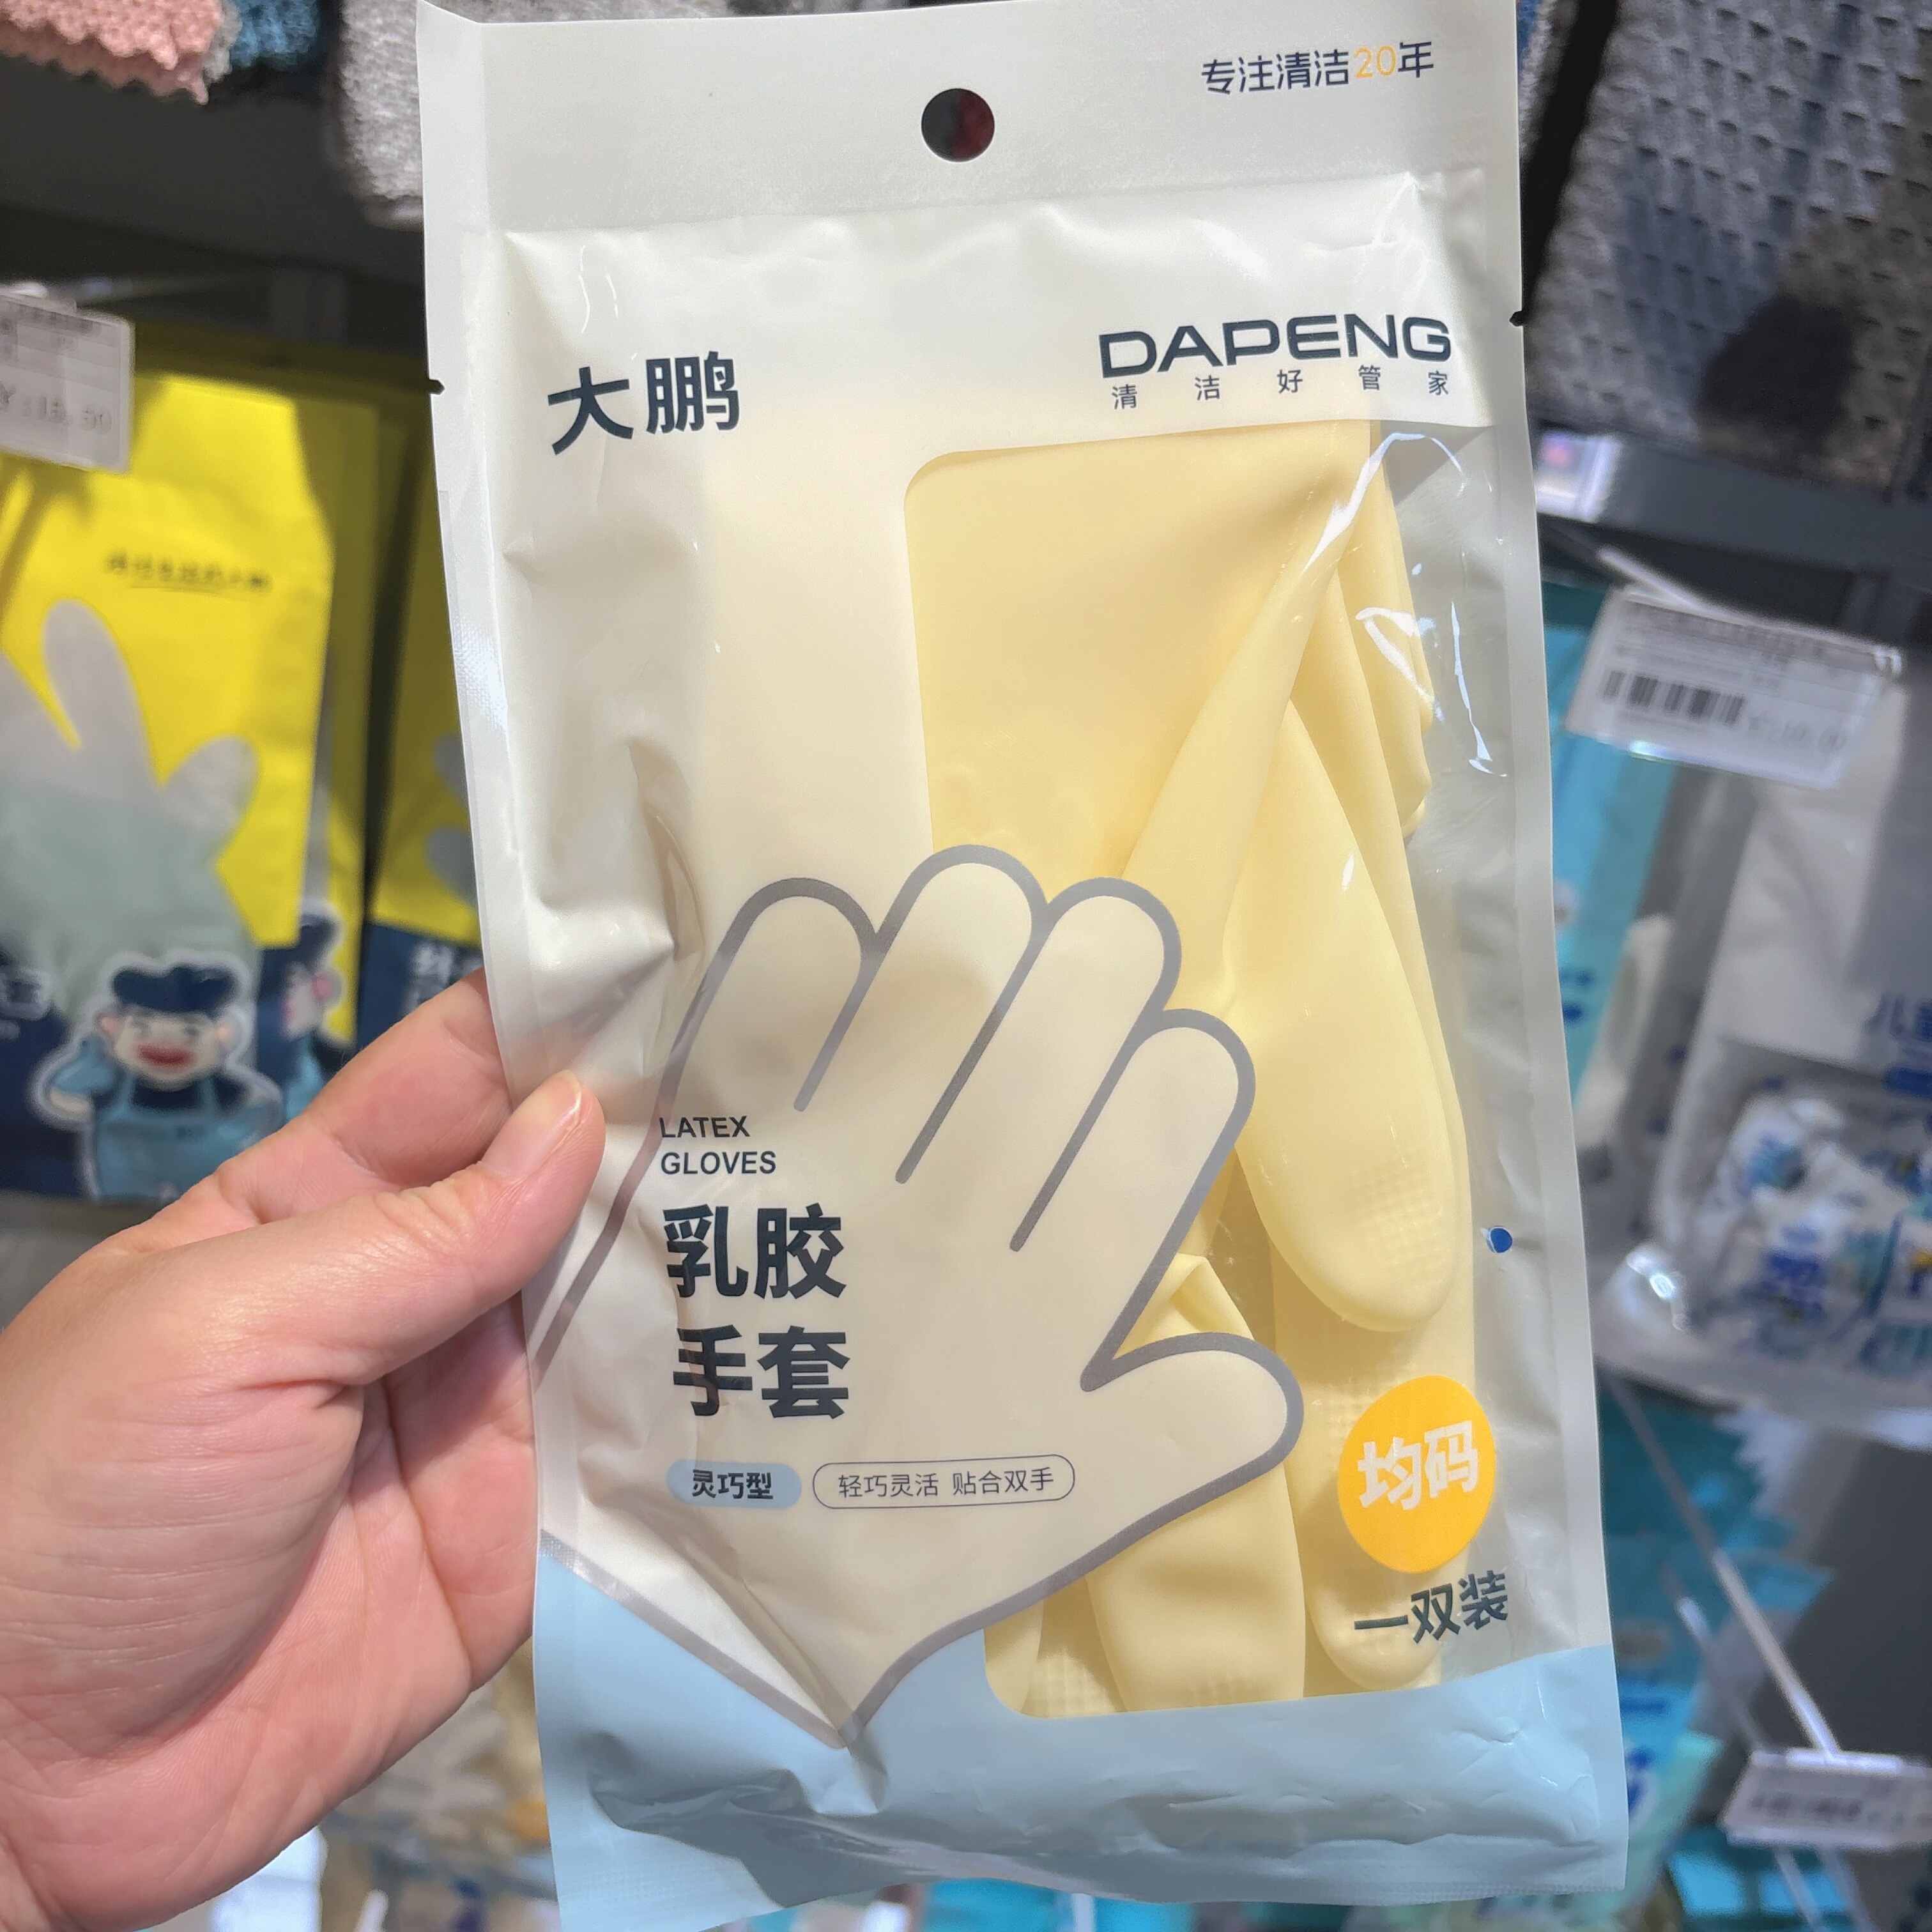 专注清洁20年
大鹏
DAPENG
清洁好管家
LATEX
GLOVES
乳胶
手套
灵巧型
轻巧灵活 贴合双手
均码
一双装